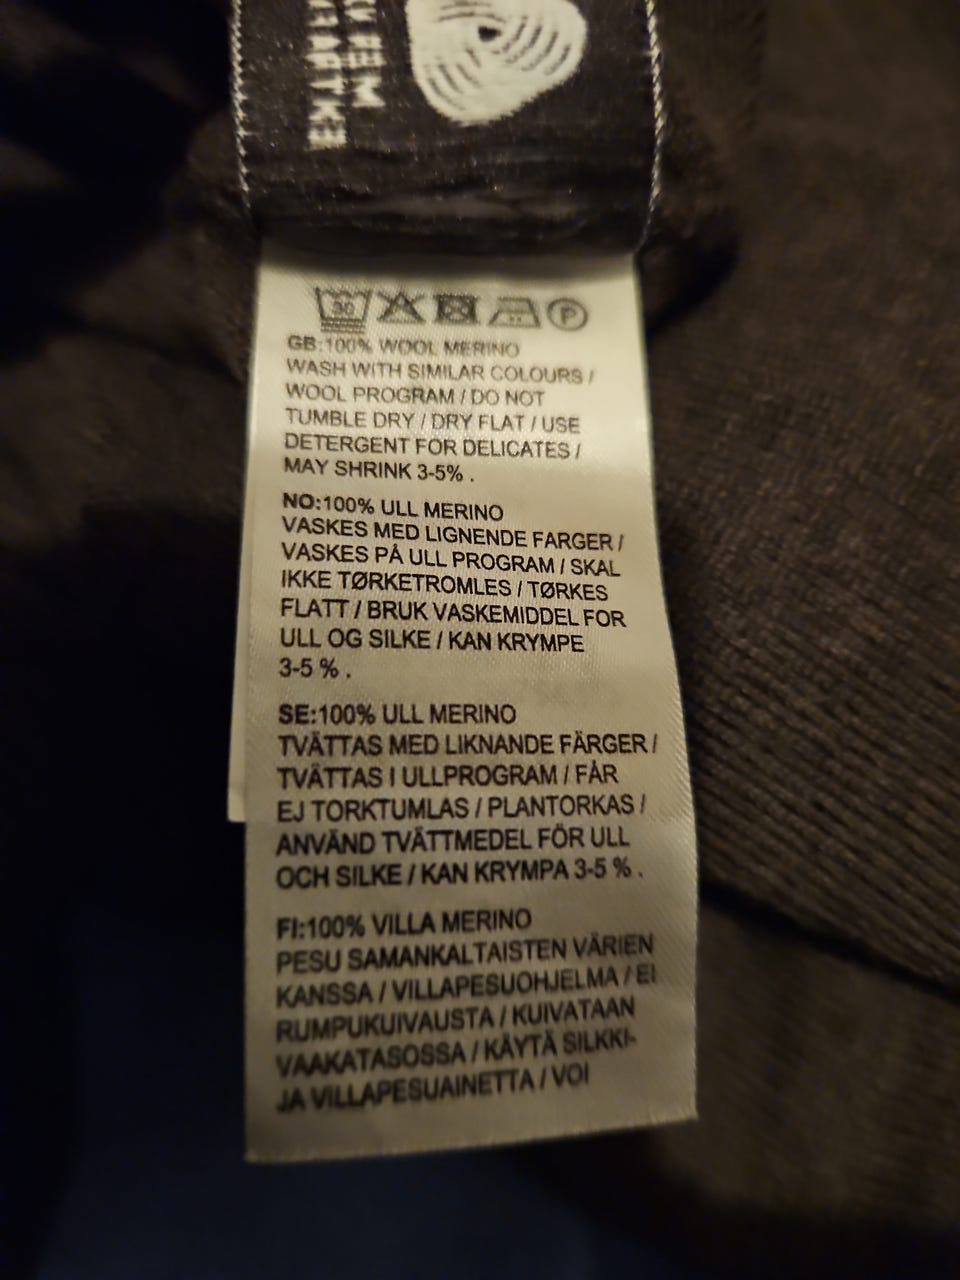 30 P
GB:100% WOOL MERINO
WASH WITH SIMILAR COLOURS /
WOOL PROGRAM / DO NOT
TUMBLE DRY / DRY FLAT / USE
DETERGENT FOR DELICATES /
MAY SHRINK 3-5% .
NO:100% ULL MERINO
VASKES MED LIGNENDE FARGER /
VASKES PÅ ULL PROGRAM / SKAL
IKKE TØRKETROMLES / TØRKES
FLATT / BRUK VASKEMIDDEL FOR
ULL OG SILKE / KAN KRYMPE
3-5 % .
SE:100% ULL MERINO
TVÄTTAS MED LIKNANDE FÄRGER /
TVÄTTAS I ULLPROGRAM / FÅR
EJ TORKTUMLAS / PLANTORKAS /
ANVÄND TVÄTTMEDEL FÖR ULL
OCH SILKE / KAN KRYMPA 3-5 % .
FI:100% VILLA MERINO
PESU SAMANKALTAISTEN VÄRIEN
KANSSA / VILLAPESUOHJELMA / EI
RUMPUKUIVAUSTA / KUIVATAAN
VAAKATASOSSA / KÄYTÄ SILKKI-
JA VILLAPESUAINETTA / VOI